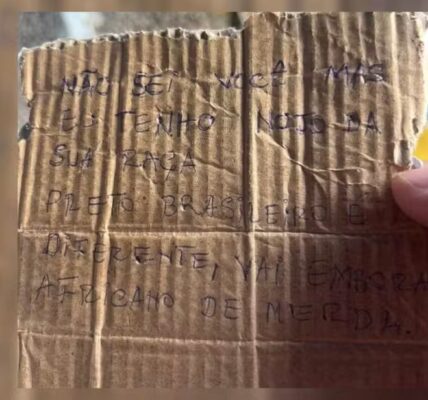 NÃO SEI VOCÊ MAS
EU TENHO NOJO DA
SUA RAÇA
PRETO BRASILEIRO É
DIFERENTE, VAI EMBORA
AFRICANO DE MERDA.